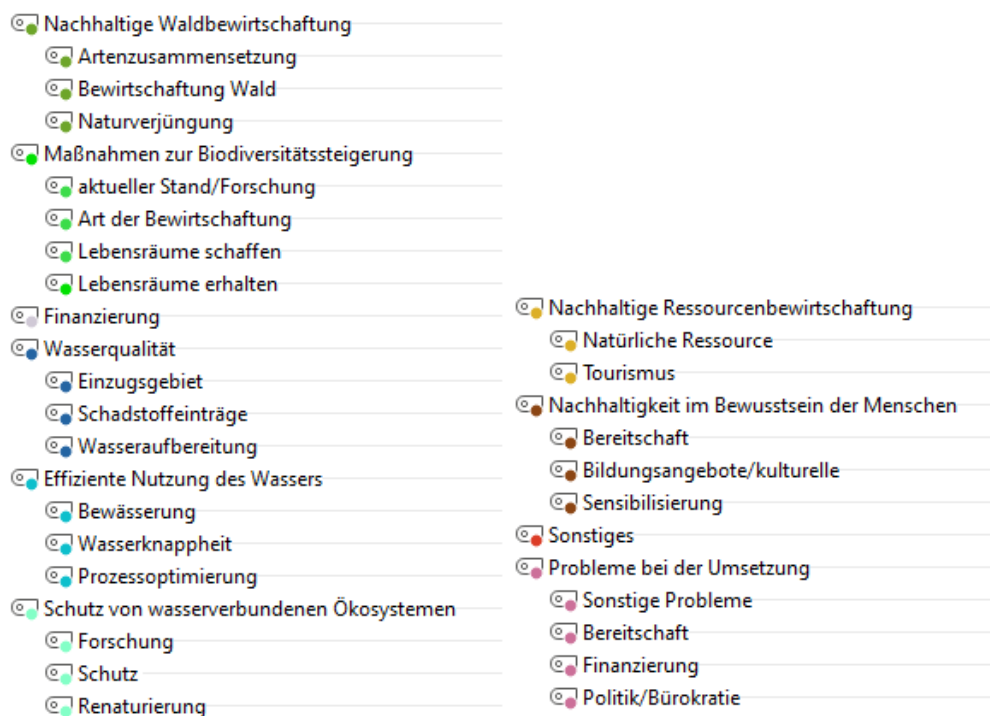 Nachhaltige Waldbewirtschaftung
Artenzusammensetzung
Bewirtschaftung Wald
Naturverjüngung
Maßnahmen zur Biodiversitätssteigerung
aktueller Stand/Forschung
Art der Bewirtschaftung
Lebensräume schaffen
Lebensräume erhalten
Finanzierung
Wasserqualität
Einzugsgebiet
Schadstoffeinträge
Wasseraufbereitung
Effiziente Nutzung des Wassers
Bewässerung
Wasserknappheit
Prozessoptimierung
Schutz von wasserverbundenen Ökosystemen
Forschung
Schutz
Renaturierung
Nachhaltige Ressourcenbewirtschaftung
Natürliche Ressource
Tourismus
Nachhaltigkeit im Bewusstsein der Menschen
Bereitschaft
Bildungsangebote/kulturelle
Sensibilisierung
Sonstiges
Probleme bei der Umsetzung
Sonstige Probleme
Bereitschaft
Finanzierung
Politik/Bürokratie